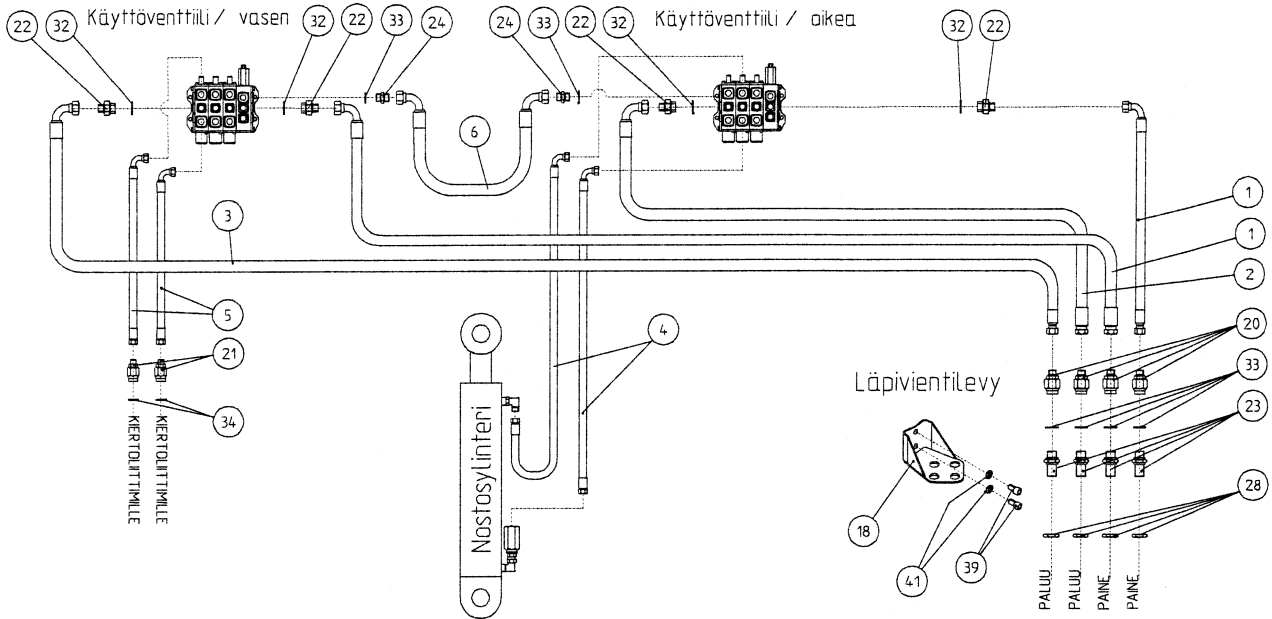 Käyttöventtiili / vasen
Käyttöventtiili / oikea
22
32
32
22
33
24
24
33
22
32
32
22
6
1
3
1
2
5
4
20
21
33
34
23
Läpivientilevy
28
18
41
39
KIERTOLIITTIMILLE
KIERTOLIITTIMILLE
Nostosylinteri
PALUU
PALUU
PAINE
PAINE